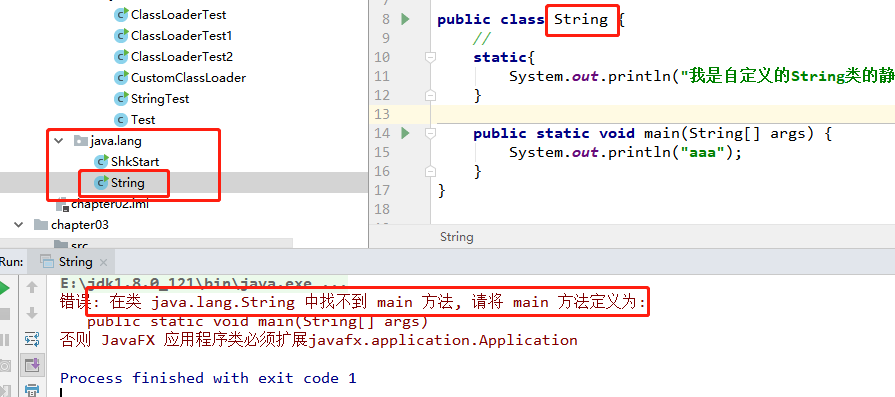 ClassLoaderTest
ClassLoaderTest1
ClassLoaderTest2
CustomClassLoader
StringTest
Test
java.lang
ShkStart
String
chapter02.iml
chapter03
src
8 public class String {
9 //
10 static{
11 System.out.println("我是自定义的String类的静
12 }
13
14 public static void main(String[] args) {
15 System.out.println("aaa");
16 }
17 }
18
String
Run: String ×
E:\jdk1.8.0_121\bin\java.exe ...
错误: 在类 java.lang.String 中找不到 main 方法, 请将 main 方法定义为:
public static void main(String[] args)
否则 JavaFX 应用程序类必须扩展javafx.application.Application
Process finished with exit code 1